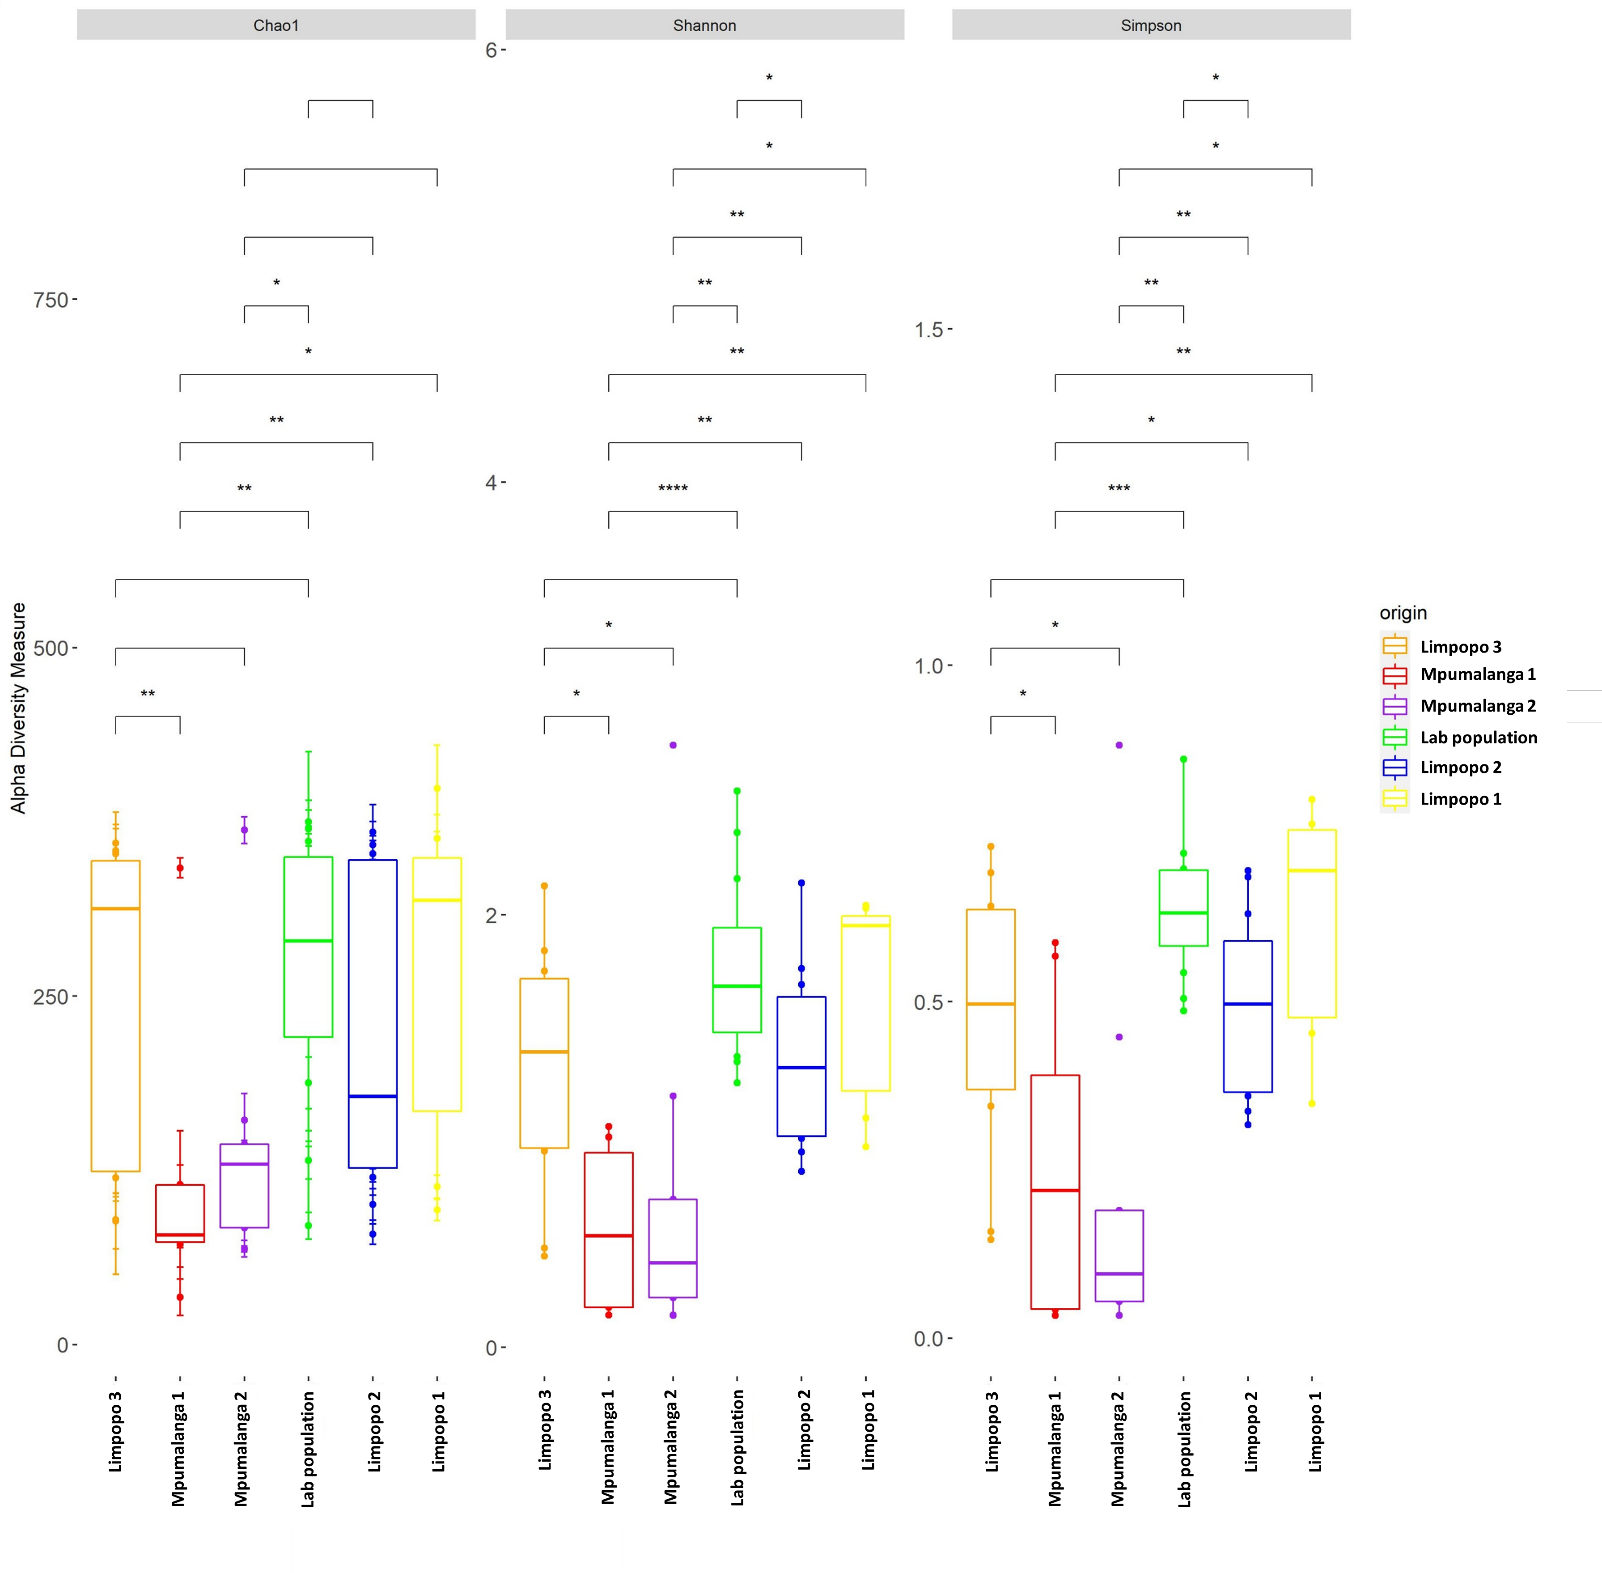 Chao1
Shannon
Simpson
Alpha Diversity Measure
750
500
250
0
6
4
2
0
1.5
1.0
0.5
0.0
*
*
**
**
**
*
*
**
**
**
**
****
*
*
*
*
**
**
**
*
***
*
*
Limpopo 3
Mpumalanga 1
Mpumalanga 2
Lab population
Limpopo 2
Limpopo 1
Limpopo 3
Mpumalanga 1
Mpumalanga 2
Lab population
Limpopo 2
Limpopo 1
Limpopo 3
Mpumalanga 1
Mpumalanga 2
Lab population
Limpopo 2
Limpopo 1
origin
Limpopo 3
Mpumalanga 1
Mpumalanga 2
Lab population
Limpopo 2
Limpopo 1